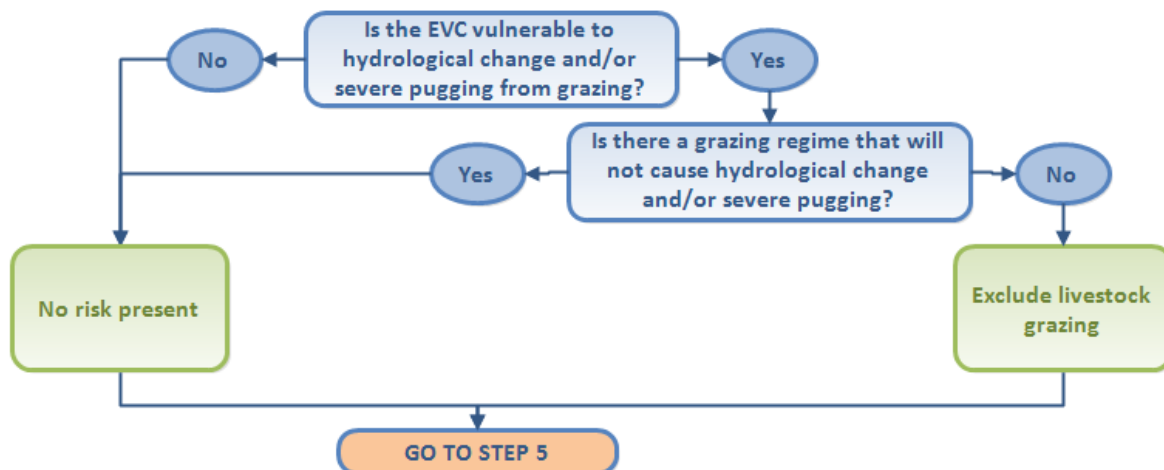 Is the EVC vulnerable to
hydrological change and/or
severe pugging from grazing?
No
Yes
Is there a grazing regime that will
not cause hydrological change
and/or severe pugging?
Yes
No
No risk present
Exclude livestock
grazing
GO TO STEP 5